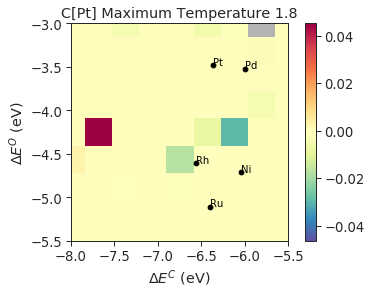 C[Pt] Maximum Temperature 1.8
−3.0
−3.5
−4.0
−4.5
−5.0
−5.5
ΔE^O (eV)
Pt
Pd
Rh
Ni
Ru
−8.0 −7.5 −7.0 −6.5 −6.0 −5.5
ΔE^C (eV)
0.04
0.02
0.00
−0.02
−0.04